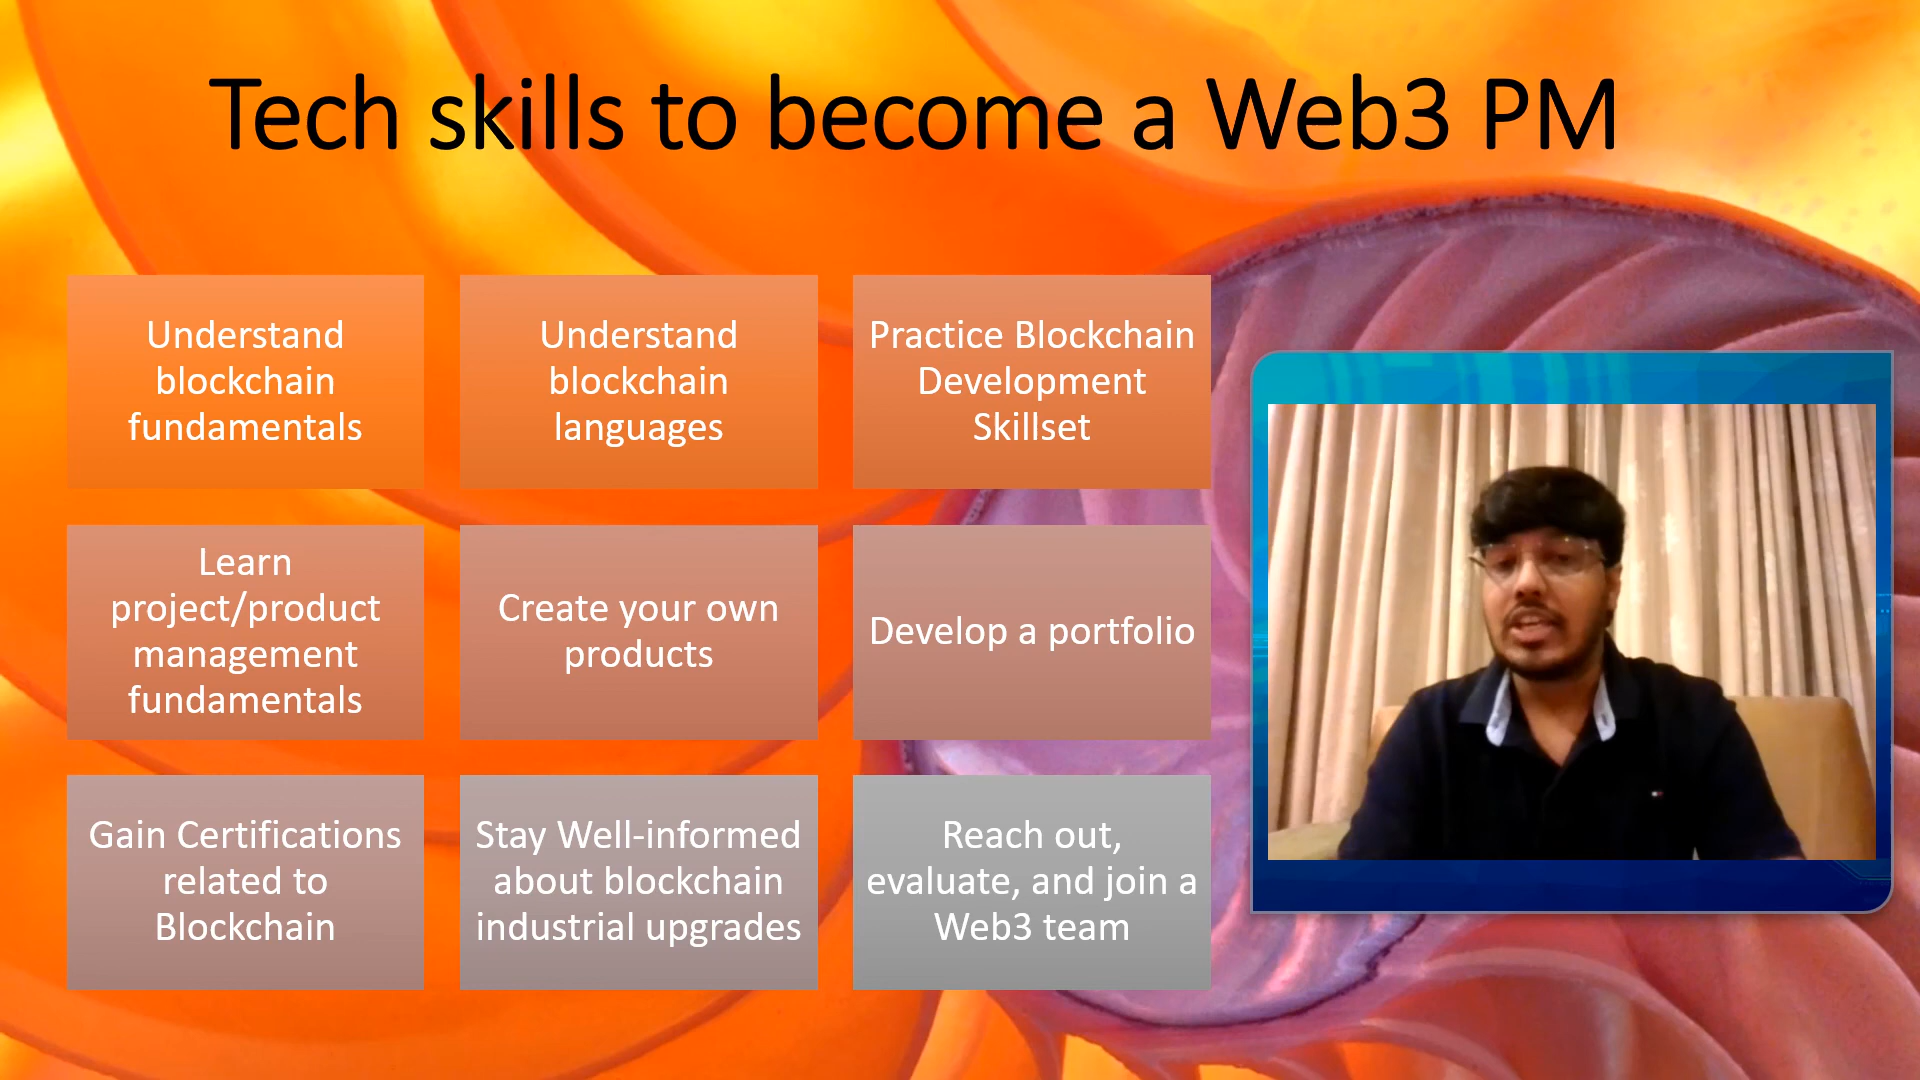 Tech skills to become a Web3 PM
Understand
blockchain
fundamentals
Understand
blockchain
languages
Practice Blockchain
Development
Skillset
Learn
project/product
management
fundamentals
Create your own
products
Develop a portfolio
Gain Certifications
related to
Blockchain
Stay Well-informed
about blockchain
industrial upgrades
Reach out,
evaluate, and join a
Web3 team